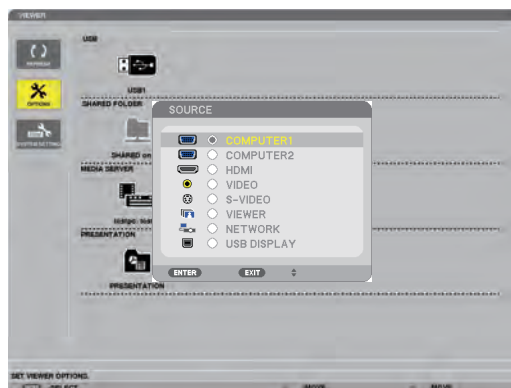 VIEWER
USB
REFRESH
USB1
OPTIONS
SHARED FOLDER
SHARED on
MEDIA SERVER
PRESENTATION
PRESENTATION
SOURCE
COMPUTER1
COMPUTER2
HDMI
VIDEO
S-VIDEO
VIEWER
NETWORK
USB DISPLAY
ENTER EXIT
SET VIEWER OPTIONS.